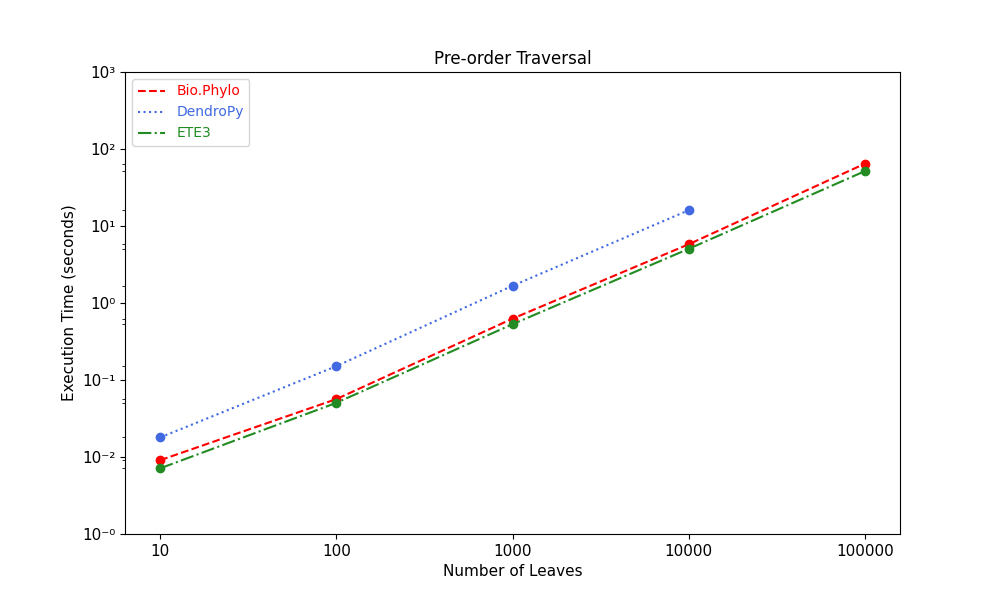 Pre-order Traversal
10³
10²
10¹
10⁰
10⁻¹
10⁻²
10⁻⁰
Execution Time (seconds)
Bio.Phylo
DendroPy
ETE3
10
100
1000
10000
100000
Number of Leaves